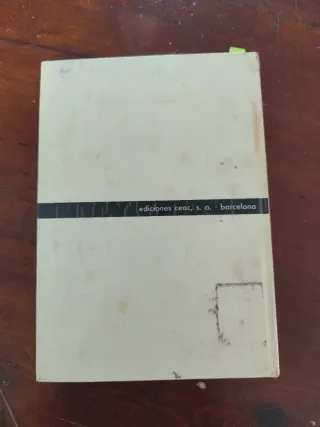 ediciones ceac, s. a. - barcelona